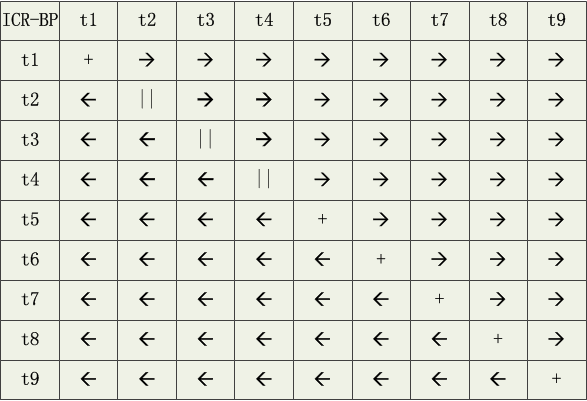 ICR-BP t1 t2 t3 t4 t5 t6 t7 t8 t9
t1 + → → → → → → → →
t2 ← || → → → → → → →
t3 ← ← || → → → → → →
t4 ← ← ← || → → → → →
t5 ← ← ← ← + → → → →
t6 ← ← ← ← ← + → → →
t7 ← ← ← ← ← ← + → →
t8 ← ← ← ← ← ← ← + →
t9 ← ← ← ← ← ← ← ← +